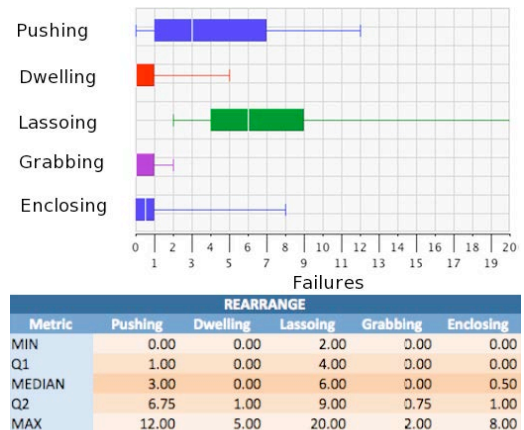 Pushing
Dwelling
Lassoing
Grabbing
Enclosing
0 2 4 6 8 10 12 14 16 18 20
1 3 5 7 9 11 13 15 17 19
Failures
REARRANGE
Metric Pushing Dwelling Lassoing Grabbing Enclosing
MIN 0.00 0.00 2.00 0.00 0.00
Q1 1.00 0.00 4.00 0.00 0.00
MEDIAN 3.00 0.00 6.00 0.00 0.50
Q2 6.75 1.00 9.00 0.75 1.00
MAX 12.00 5.00 20.00 2.00 8.00